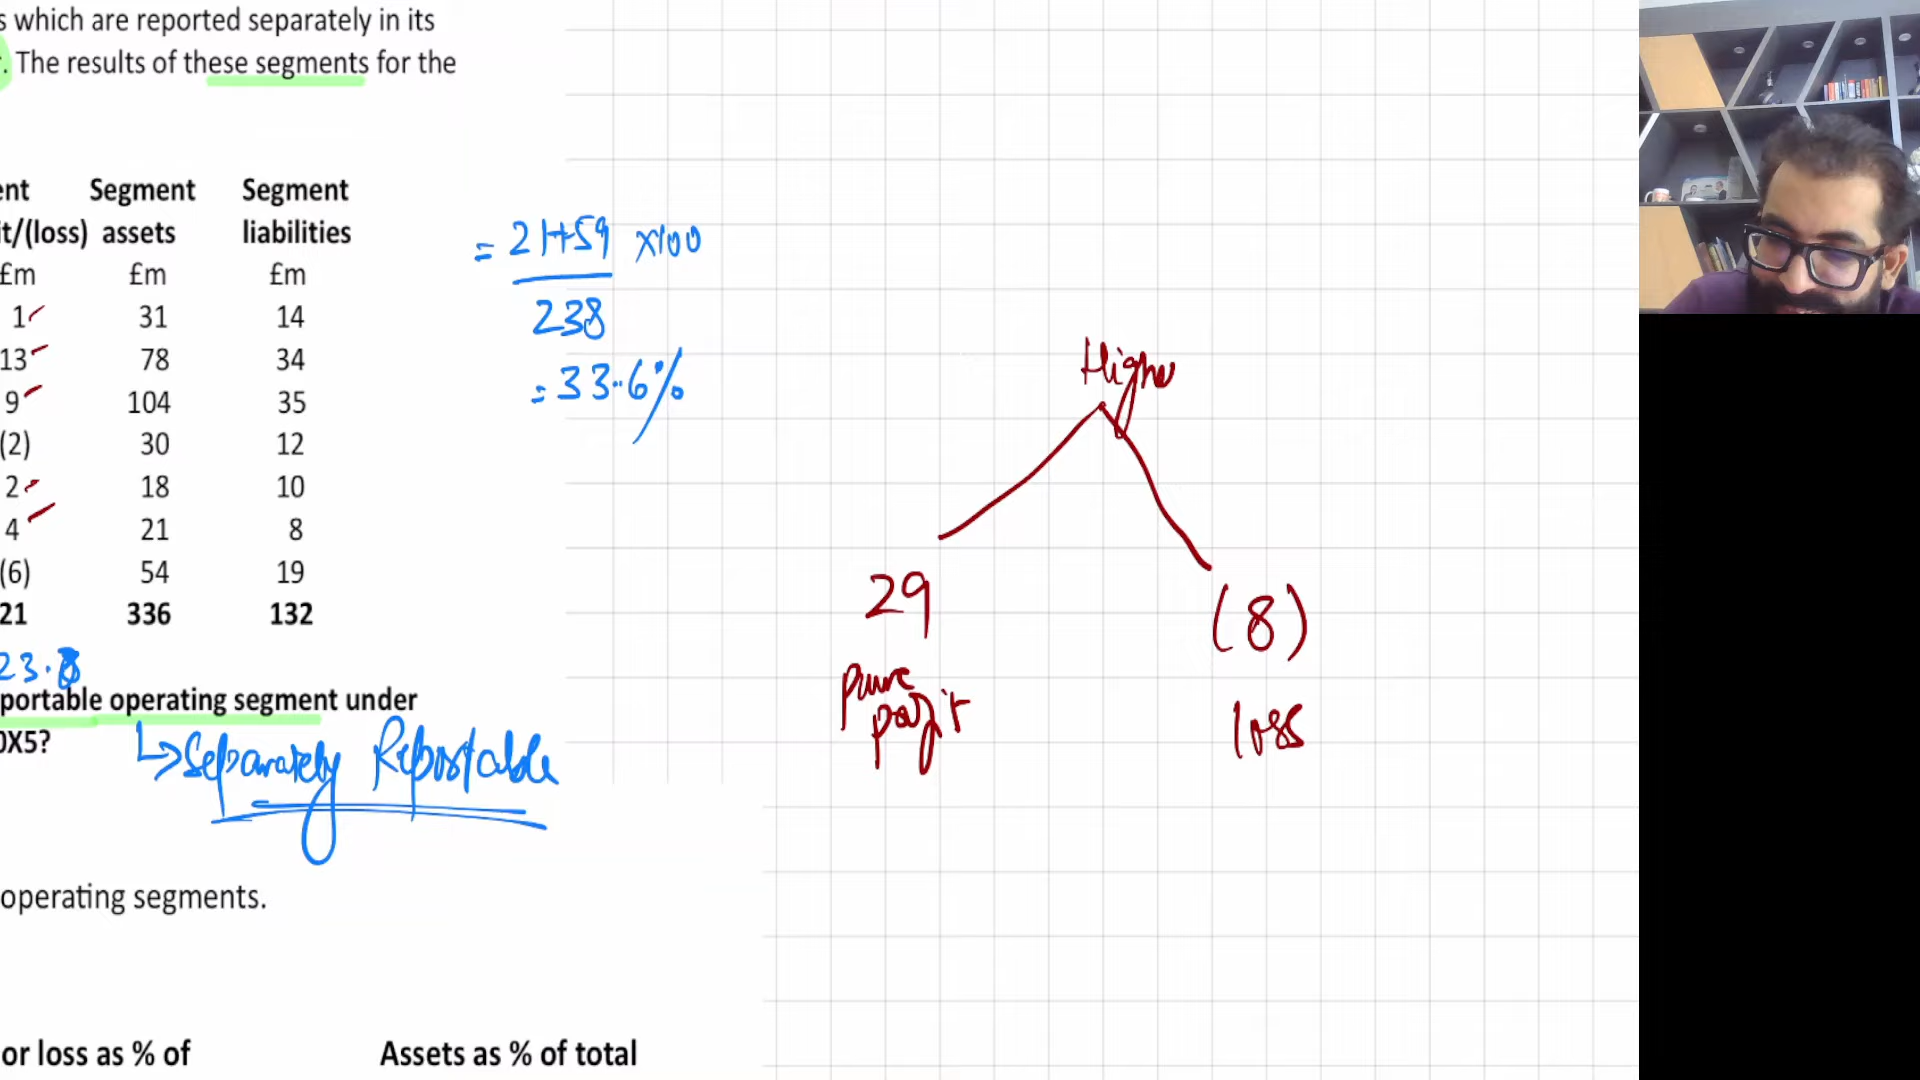 s which are reported separately in its
. The results of these segments for the
ent Segment Segment
it/(loss) assets liabilities
£m £m £m
1 31 14
13 78 34
9 104 35
(2) 30 12
2 18 10
4 21 8
(6) 54 19
21 336 132
23.8
portable operating segment under
0X5?
↳ Separately Reportable
operating segments.
or loss as % of Assets as % of total
= 21+59 ×100
238
= 33.6%
Higher
29 (8)
pure
profit
loss